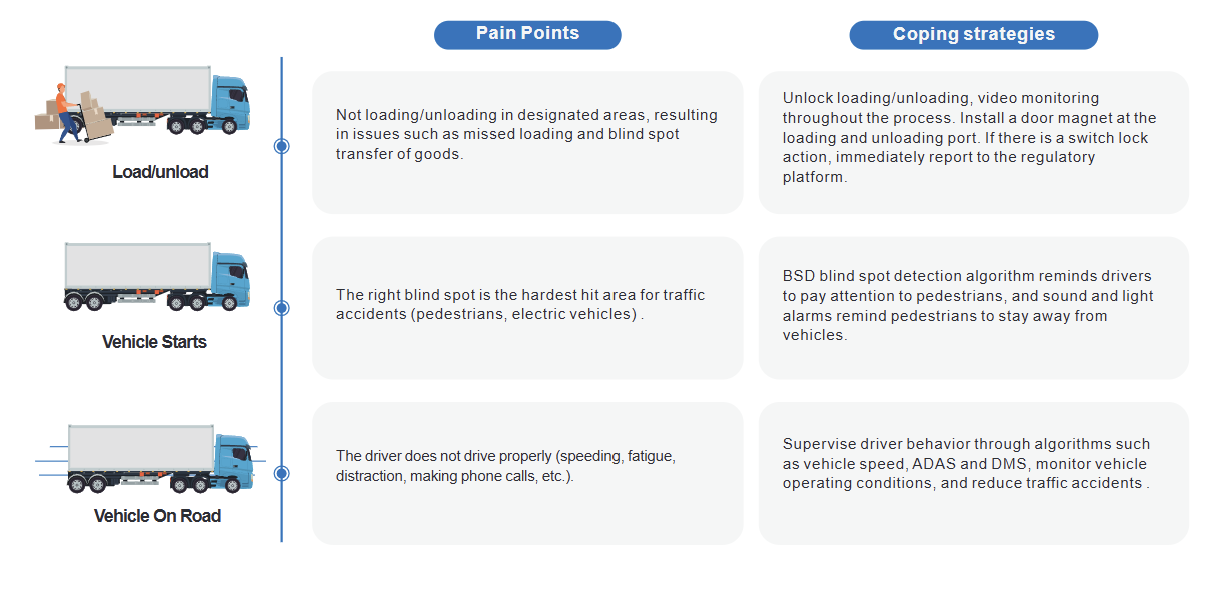 Pain Points
Coping strategies
Load/unload
Not loading/unloading in designated areas, resulting
in issues such as missed loading and blind spot
transfer of goods.
Unlock loading/unloading, video monitoring
throughout the process. Install a door magnet at the
loading and unloading port. If there is a switch lock
action, immediately report to the regulatory
platform.
Vehicle Starts
The right blind spot is the hardest hit area for traffic
accidents (pedestrians, electric vehicles) .
BSD blind spot detection algorithm reminds drivers
to pay attention to pedestrians, and sound and light
alarms remind pedestrians to stay away from
vehicles.
Vehicle On Road
The driver does not drive properly (speeding, fatigue,
distraction, making phone calls, etc.).
Supervise driver behavior through algorithms such
as vehicle speed, ADAS and DMS, monitor vehicle
operating conditions, and reduce traffic accidents .